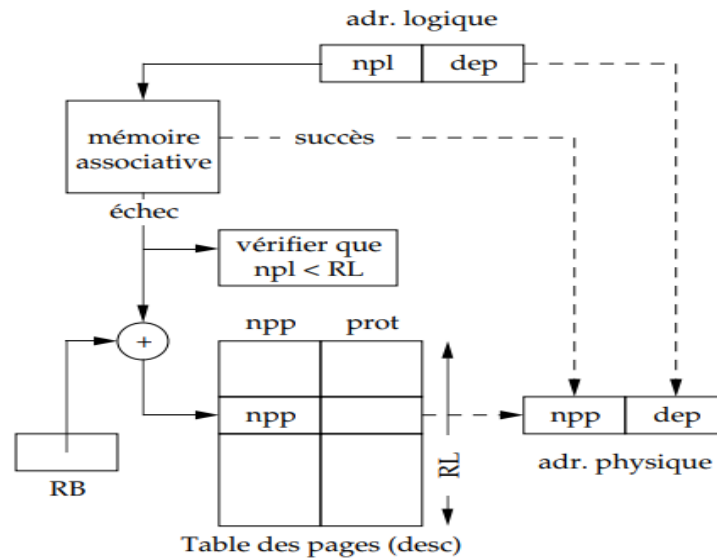 adr. logique
npl dep
mémoire
associative
succès
échec
vérifier que
npl < RL
npp prot
+
npp
npp dep
RB
RL
adr. physique
Table des pages (desc)